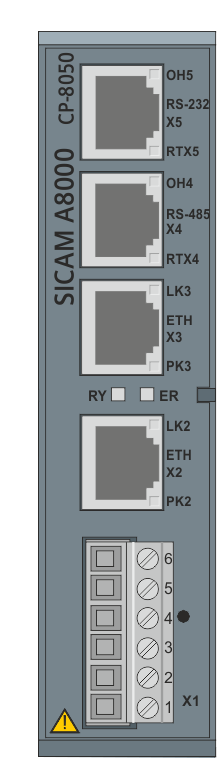 CP-8050
SICAM A8000
OH5
RS-232
X5
RTX5
OH4
RS-485
X4
RTX4
LK3
ETH
X3
PK3
RY
ER
LK2
ETH
X2
PK2
6
5
4
3
2
1
X1
!